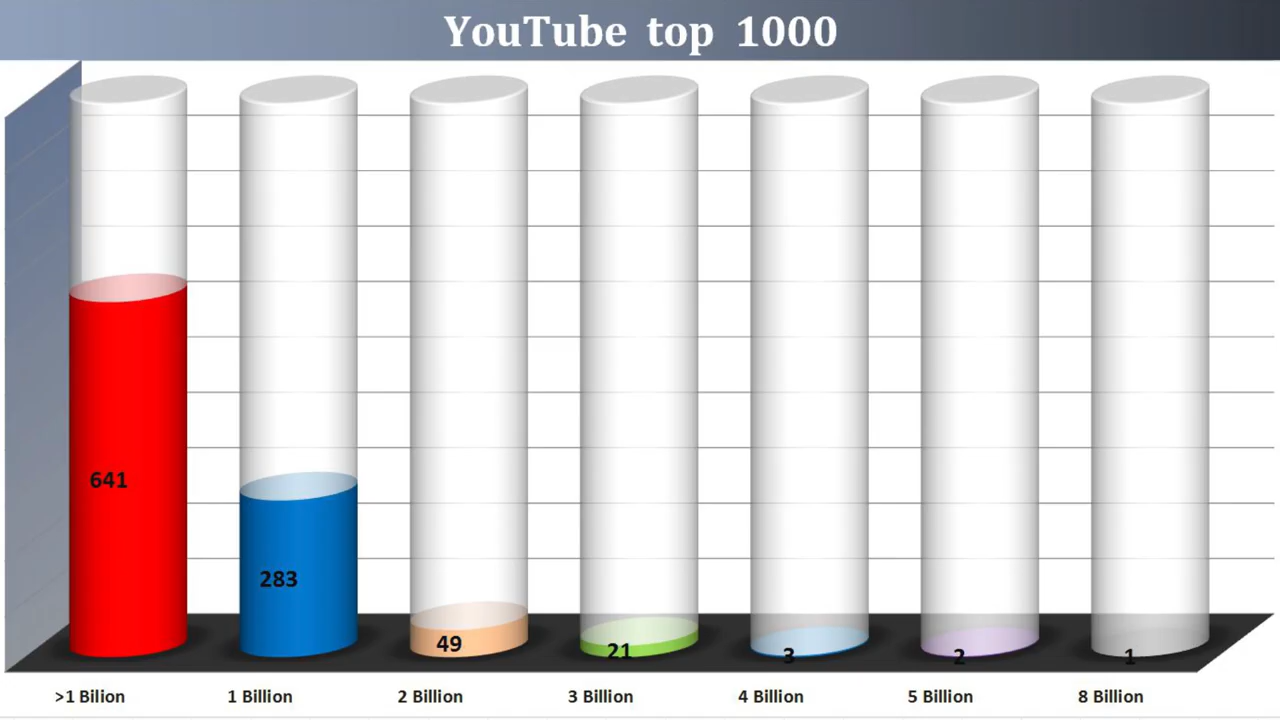 YouTube top 1000
641
283
49
21
3
2
1
>1 Bilion
1 Billion
2 Billion
3 Billion
4 Billion
5 Billion
8 Billion